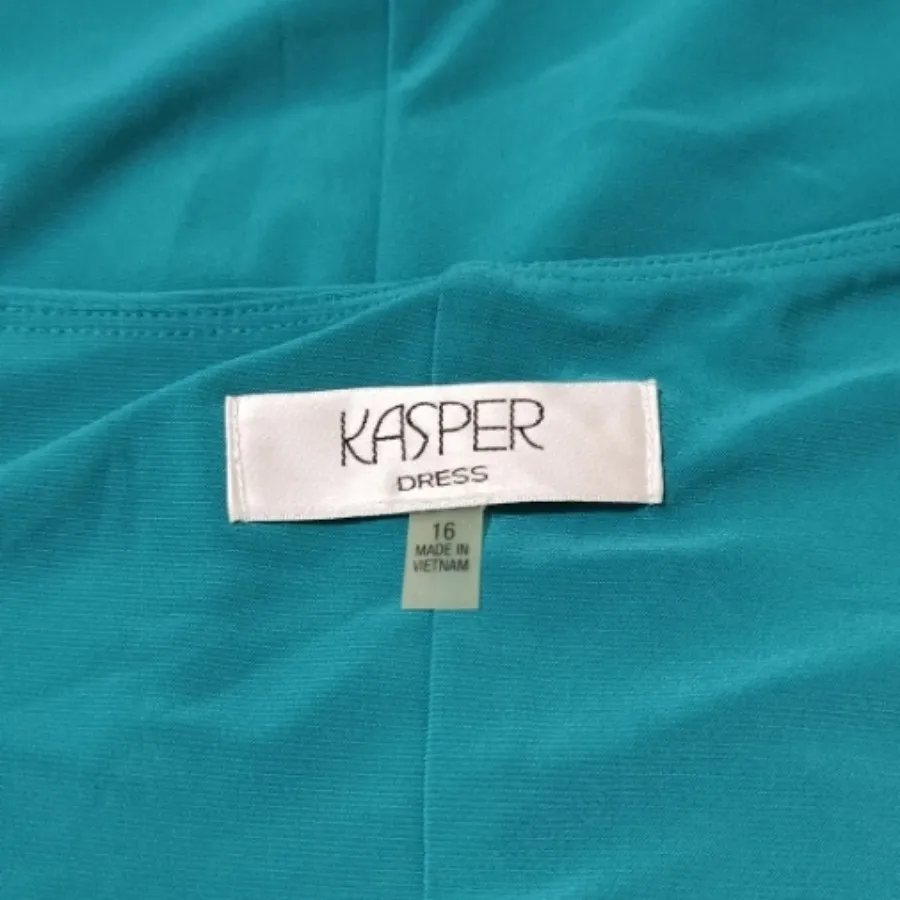 KASPER
DRESS
16
MADE IN
VIETNAM